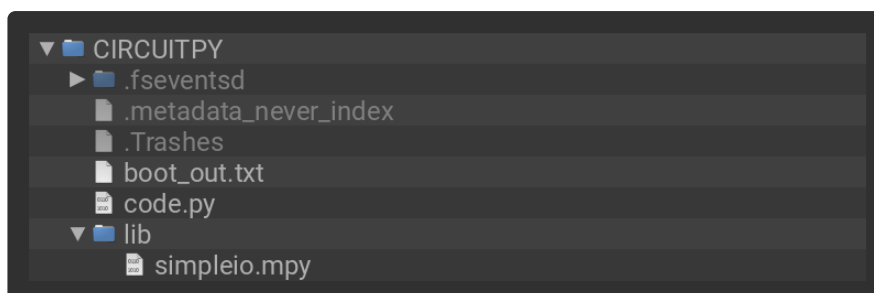 CIRCUITPY
.fseventsd
.metadata_never_index
.Trashes
boot_out.txt
code.py
lib
simpleio.mpy